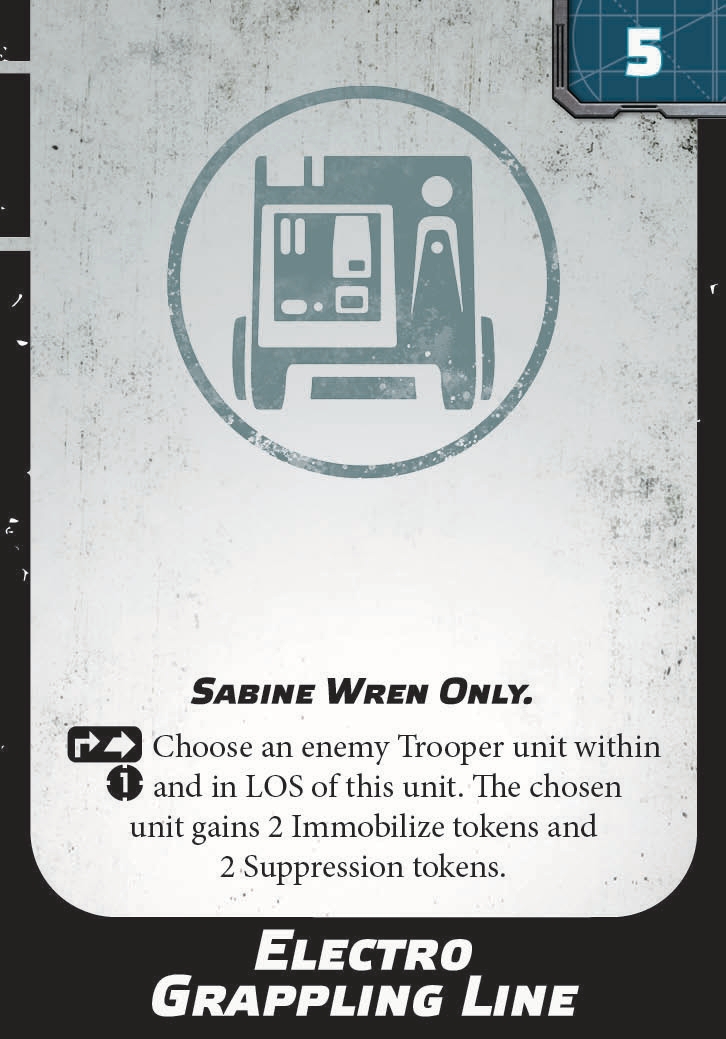 5
Sabine Wren Only.
Choose an enemy Trooper unit within
1 and in LOS of this unit. The chosen
unit gains 2 Immobilize tokens and
2 Suppression tokens.
Electro
Grappling Line